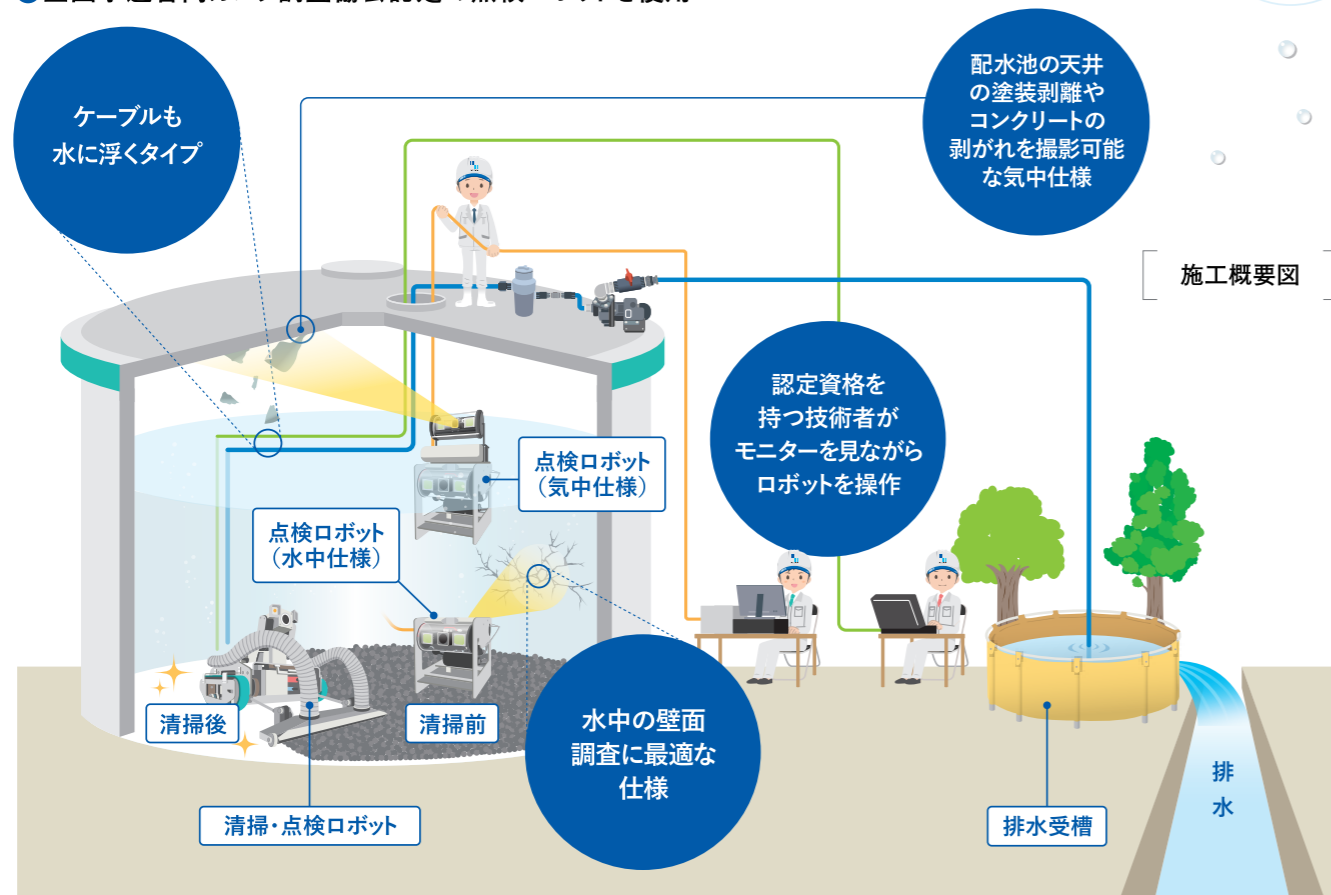 ケーブルも
水に浮くタイプ
配水池の天井
の塗装剥離や
コンクリートの
剥がれを撮影可能
な気中仕様
施工概要図
認定資格を
持つ技術者が
モニターを見ながら
ロボットを操作
点検ロボット
（気中仕様）
点検ロボット
（水中仕様）
清掃後
清掃前
水中の壁面
調査に最適な
仕様
清掃・点検ロボット
排水受槽
排
水